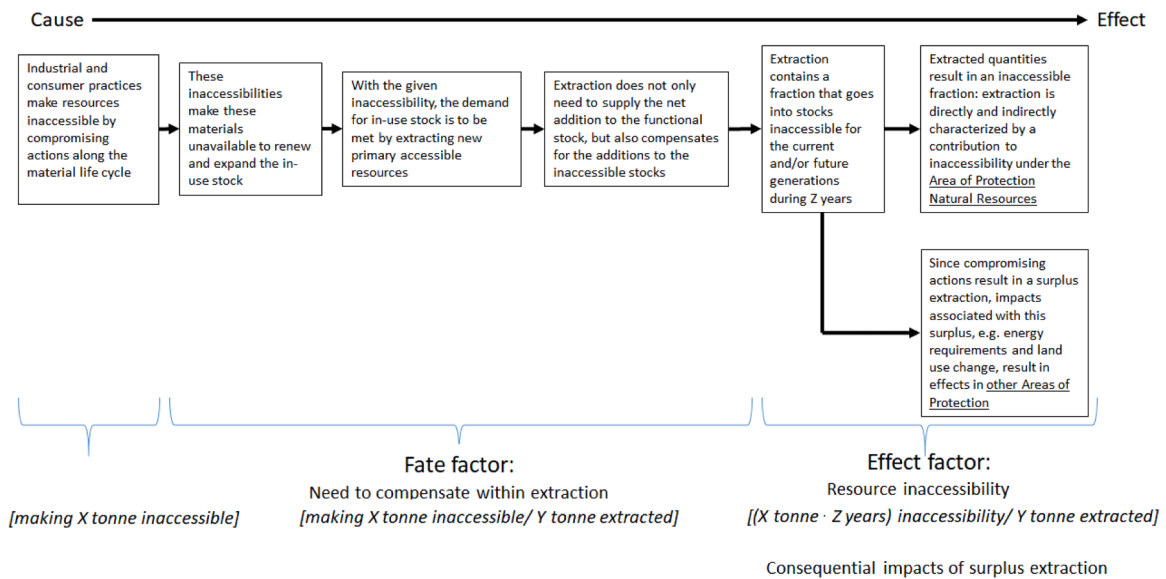 Cause
Effect
Industrial and
consumer practices
make resources
inaccessible by
compromising
actions along the
material life cycle
These
inaccessibilities
make these
materials
unavailable to renew
and expand the in-
use stock
With the given
inaccessibility, the demand
for in-use stock is to be
met by extracting new
primary accessible
resources
Extraction does not only
need to supply the net
addition to the functional
stock, but also compensates
for the additions to the
inaccessible stocks
Extraction
contains a
fraction that goes
into stocks
inaccessible for
the current
and/or future
generations
during Z years
Extracted quantities
result in an inaccessible
fraction: extraction is
directly and indirectly
characterized by a
contribution to
inaccessibility under the
Area of Protection
Natural Resources
Since compromising
actions result in a surplus
extraction, impacts
associated with this
surplus, e.g. energy
requirements and land
use change, result in
effects in other Areas of
Protection
[making X tonne inaccessible]
Fate factor:
Need to compensate within extraction
[making X tonne inaccessible/ Y tonne extracted]
Effect factor:
Resource inaccessibility
[(X tonne · Z years) inaccessibility/ Y tonne extracted]
Consequential impacts of surplus extraction